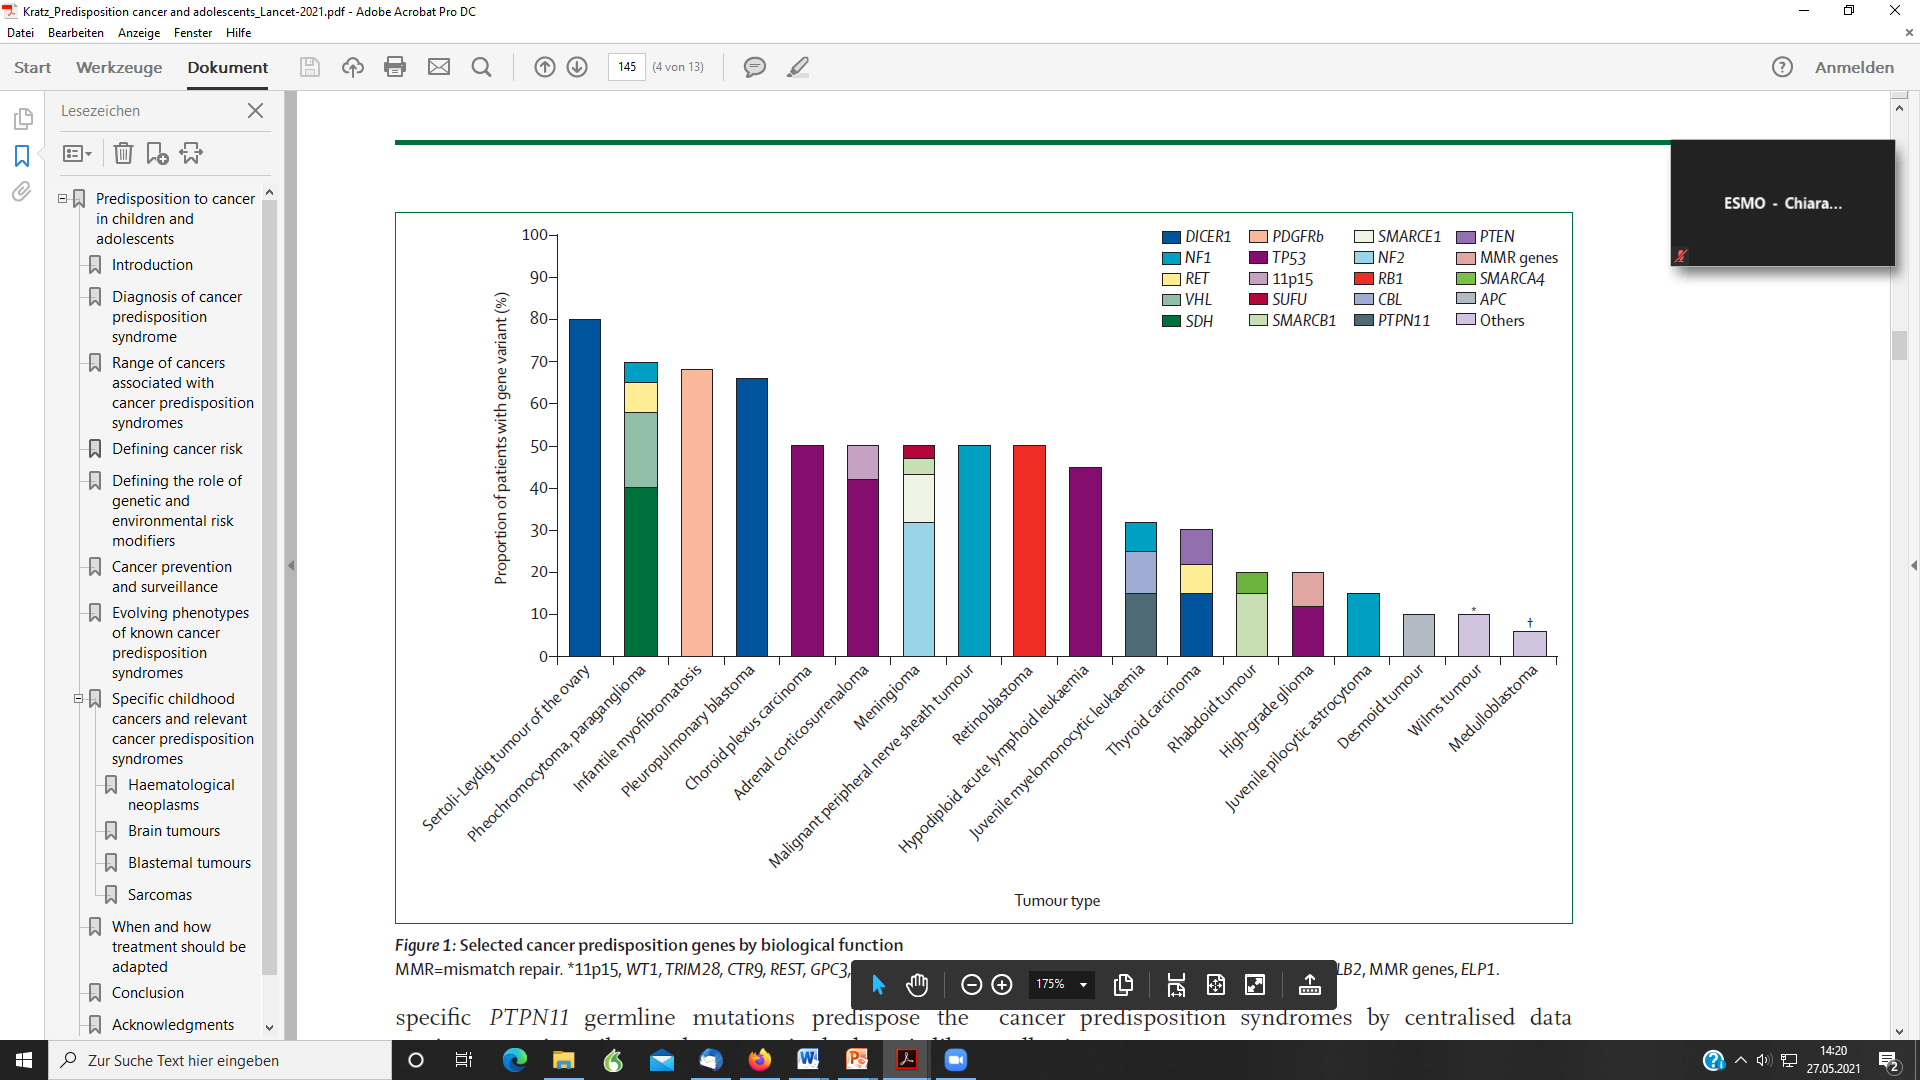 Kratz_Predisposition cancer and adolescents_Lancet-2021.pdf - Adobe Acrobat Pro DC
Datei Bearbeiten Anzeige Fenster Hilfe
Start Werkzeuge Dokument 145 (4 von 13) Anmelden
Lesezeichen
Predisposition to cancer
in children and
adolescents
Introduction
Diagnosis of cancer
predisposition
syndrome
Range of cancers
associated with
cancer predisposition
syndromes
Defining cancer risk
Defining the role of
genetic and
environmental risk
modifiers
Cancer prevention
and surveillance
Evolving phenotypes
of known cancer
predisposition
syndromes
Specific childhood
cancers and relevant
cancer predisposition
syndromes
Haematological
neoplasms
Brain tumours
Blastemal tumours
Sarcomas
When and how
treatment should be
adapted
Conclusion
Acknowledgments
ESMO - Chiara...
Proportion of patients with gene variant (%)
100
90
80
70
60
50
40
30
20
10
0
DICER1 PDGFRb SMARCE1 PTEN
NF1 TP53 NF2 MMR genes
RET 11p15 RB1 SMARCA4
VHL SUFU CBL APC
SDH SMARCB1 PTPN11 Others
* †
Sertoli-Leydig tumour of the ovary
Pheochromocytoma, paraganglioma
Infantile myofibromatosis
Pleuropulmonary blastoma
Choroid plexus carcinoma
Adrenal corticosurrenaloma
Meningioma
Malignant peripheral nerve sheath tumour
Retinoblastoma
Hypodiploid acute lymphoid leukaemia
Juvenile myelomonocytic leukaemia
Thyroid carcinoma
Rhabdoid tumour
High-grade glioma
Juvenile pilocytic astrocytoma
Desmoid tumour
Wilms tumour
Medulloblastoma
Tumour type
Figure 1: Selected cancer predisposition genes by biological function
MMR=mismatch repair. *11p15, WT1, TRIM28, CTR9, REST, GPC3, LB2, MMR genes, ELP1.
175%
specific PTPN11 germline mutations predispose the cancer predisposition syndromes by centralised data
Zur Suche Text hier eingeben
14:20
27.05.2021
2